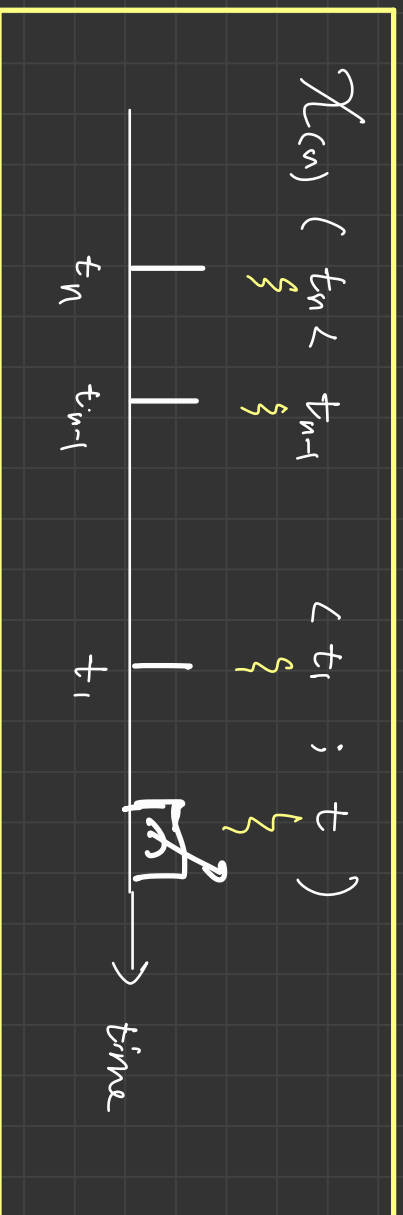 χ(n) ( tn < tn-1 < t1 ; t )
tn tn-1 t1 time